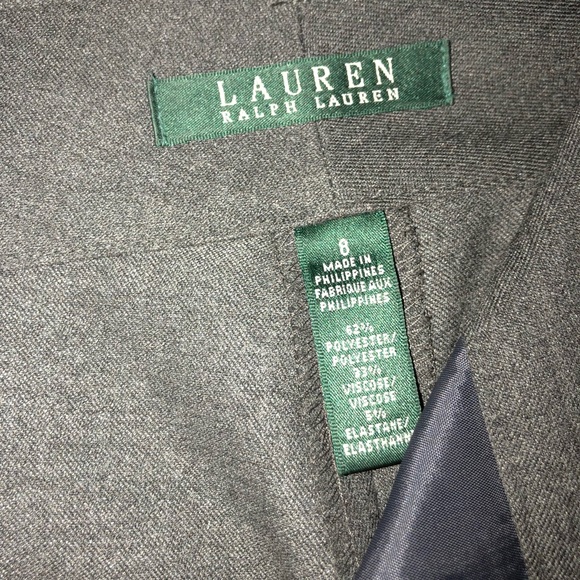 LAUREN
RALPH LAUREN
8
MADE IN
PHILIPPINES
FABRIQUE AUX
PHILIPPINES
62%
POLYESTER/
POLYESTER
33%
VISCOSE/
VISCOSE
5%
ELASTANE/
ELASTHANNE